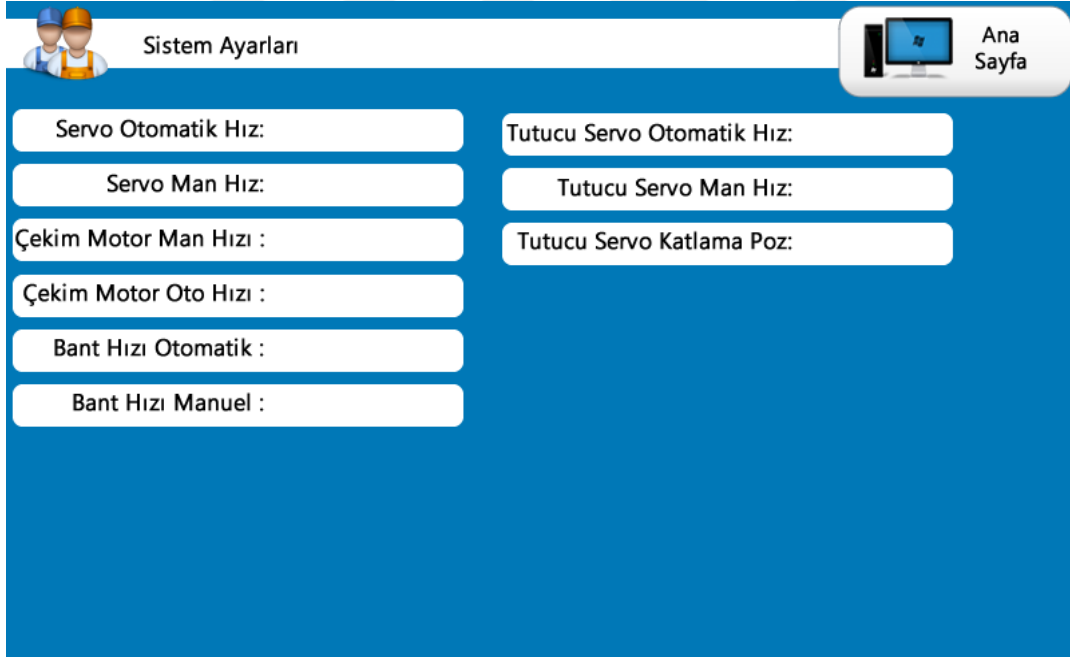 Sistem Ayarları
Ana
Sayfa
Servo Otomatik Hız:
Servo Man Hız:
Çekim Motor Man Hızı :
Çekim Motor Oto Hızı :
Bant Hızı Otomatik :
Bant Hızı Manuel :
Tutucu Servo Otomatik Hız:
Tutucu Servo Man Hız:
Tutucu Servo Katlama Poz: